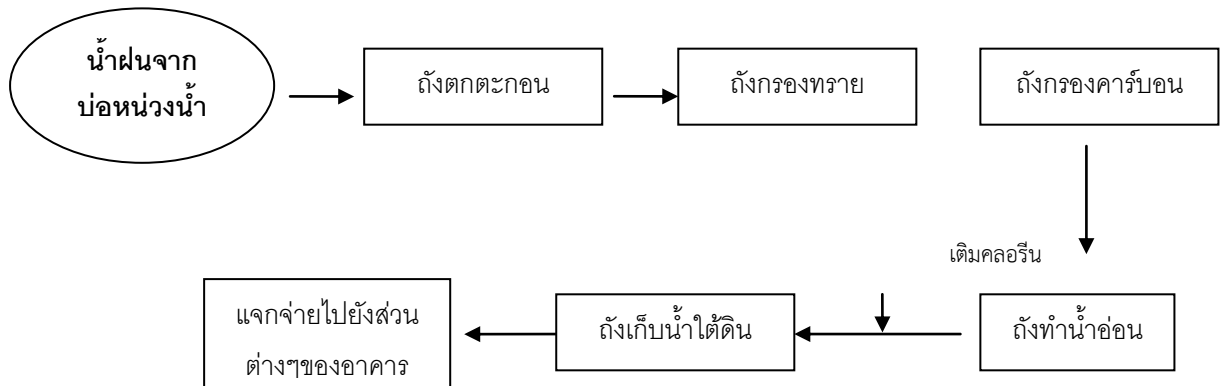 น้ำฝนจาก
บ่อหน่วงน้ำ
ถังตกตะกอน
ถังกรองทราย
ถังกรองคาร์บอน
เติมคลอรีน
ถังทำน้ำอ่อน
ถังเก็บน้ำใต้ดิน
แจกจ่ายไปยังส่วน
ต่างๆของอาคาร